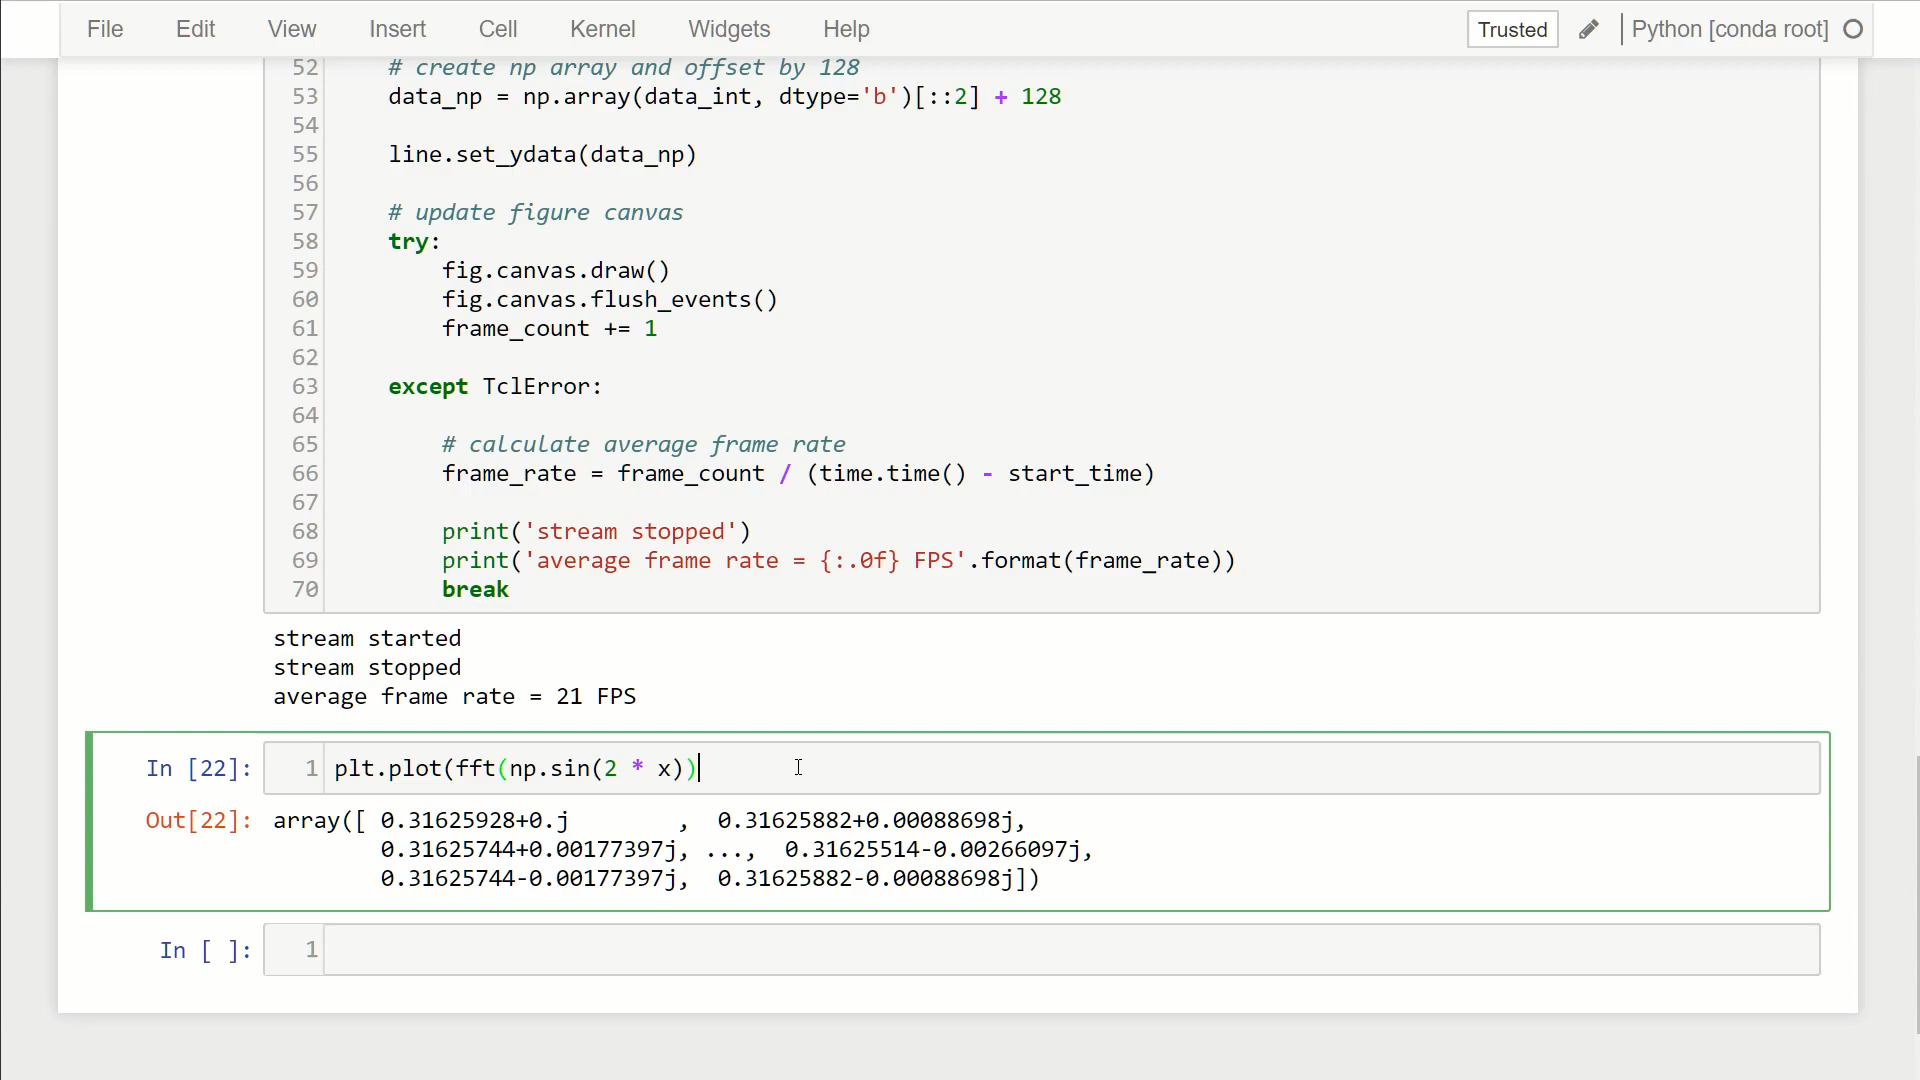 File Edit View Insert Cell Kernel Widgets Help Trusted Python [conda root]
52 # create np array and offset by 128
53 data_np = np.array(data_int, dtype='b')[::2] + 128
54
55 line.set_ydata(data_np)
56
57 # update figure canvas
58 try:
59 fig.canvas.draw()
60 fig.canvas.flush_events()
61 frame_count += 1
62
63 except TclError:
64
65 # calculate average frame rate
66 frame_rate = frame_count / (time.time() - start_time)
67
68 print('stream stopped')
69 print('average frame rate = {:.0f} FPS'.format(frame_rate))
70 break
stream started
stream stopped
average frame rate = 21 FPS
In [22]: 1 plt.plot(fft(np.sin(2 * x))
Out[22]: array([ 0.31625928+0.j , 0.31625882+0.00088698j,
0.31625744+0.00177397j, ..., 0.31625514-0.00266097j,
0.31625744-0.00177397j, 0.31625882-0.00088698j])
In [ ]: 1